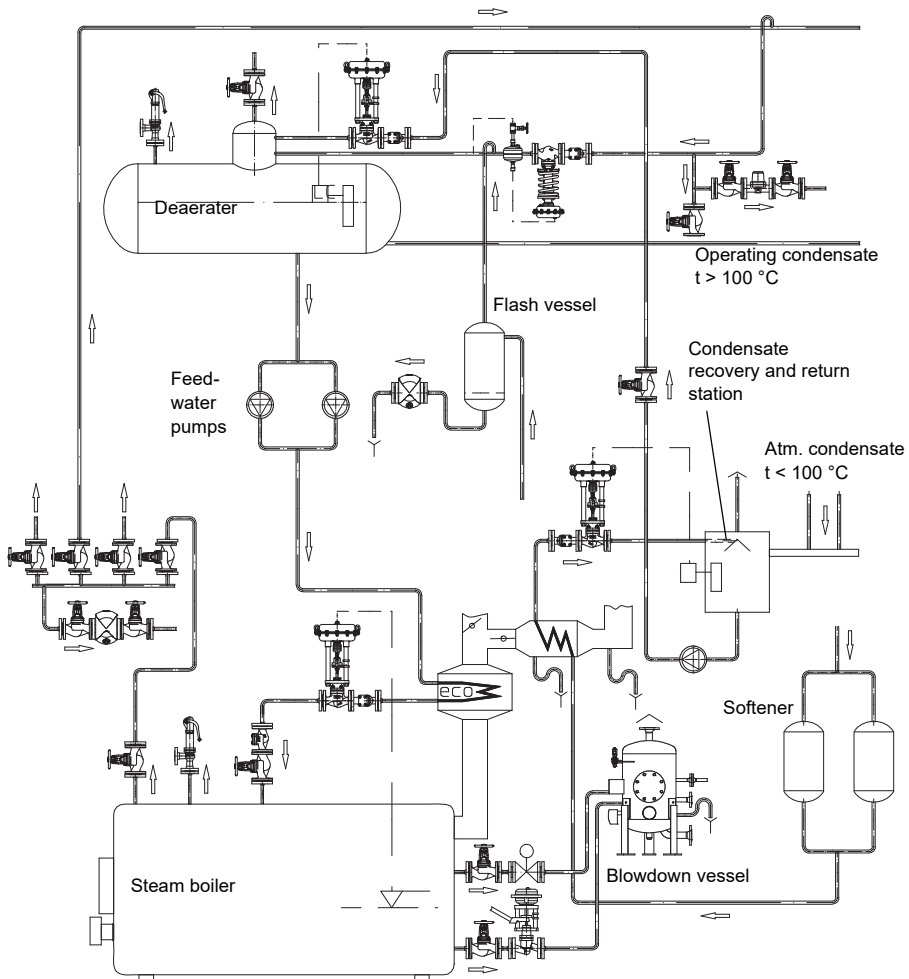 Deaerater
Operating condensate
t > 100 °C
Flash vessel
Condensate
recovery and return
station
Feed-
water
pumps
Atm. condensate
t < 100 °C
eco
Softener
Steam boiler
Blowdown vessel